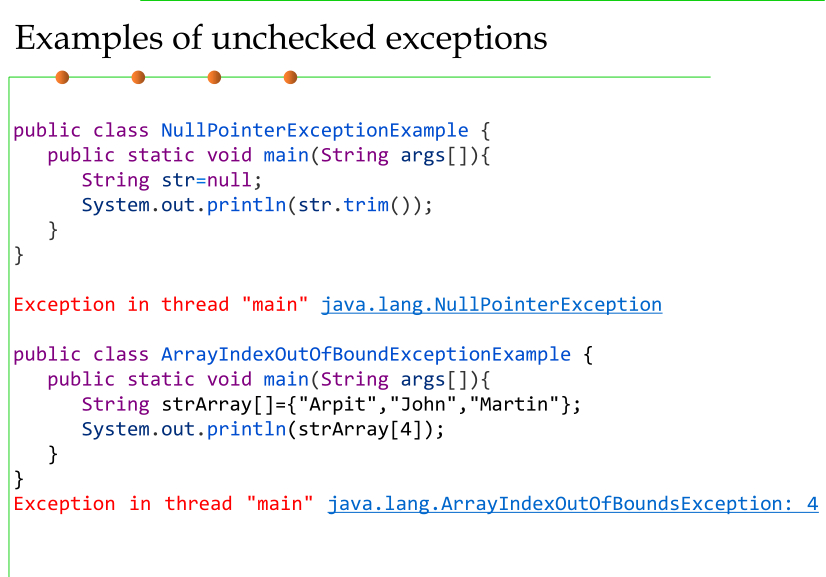 Examples of unchecked exceptions
public class NullPointerExceptionExample {
public static void main(String args[]){
String str=null;
System.out.println(str.trim());
}
}
Exception in thread "main" java.lang.NullPointerException
public class ArrayIndexOutOfBoundExceptionExample {
public static void main(String args[]){
String strArray[]={"Arpit","John","Martin"};
System.out.println(strArray[4]);
}
}
Exception in thread "main" java.lang.ArrayIndexOutOfBoundsException: 4